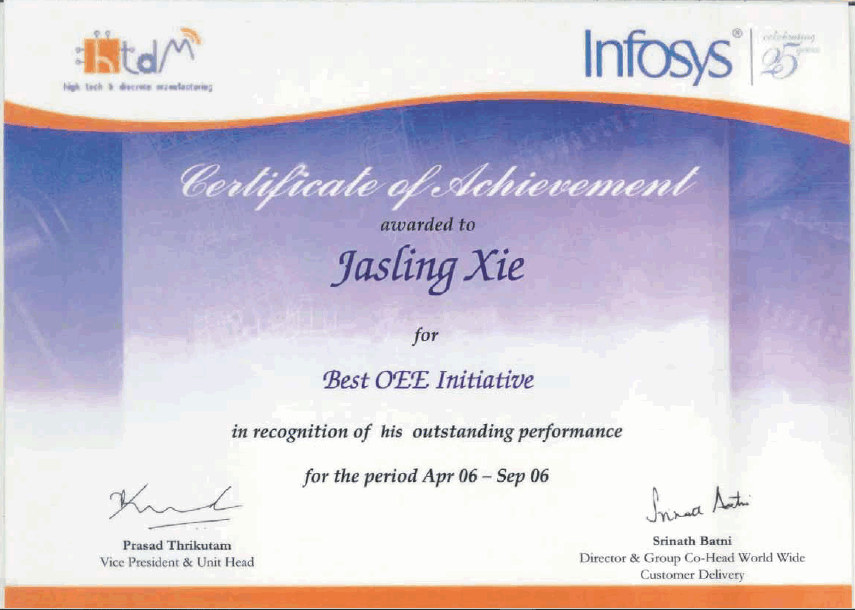 htdm
high tech & discrete manufacturing
Infosys®
celebrating
25
years
Certificate of Achievement
awarded to
Jasling Xie
for
Best OEE Initiative
in recognition of his outstanding performance
for the period Apr 06 – Sep 06
Prasad Thrikutam
Vice President & Unit Head
Srinath Batni
Director & Group Co-Head World Wide
Customer Delivery